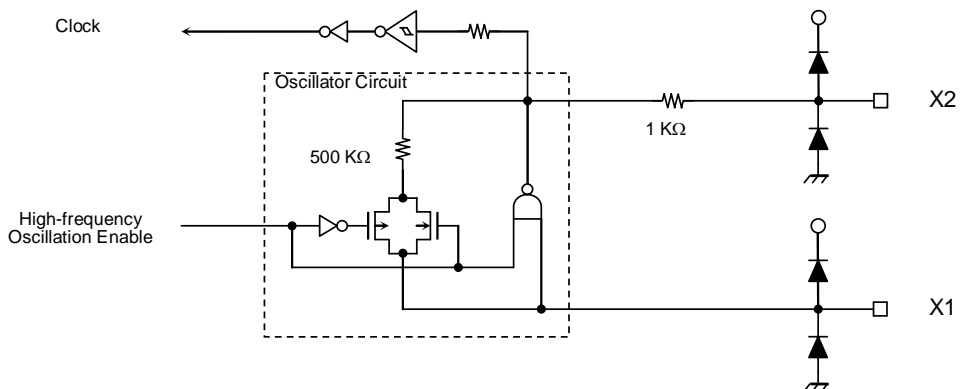 Clock
Oscillator Circuit
X2
1 KΩ
500 KΩ
High-frequency
Oscillation Enable
X1